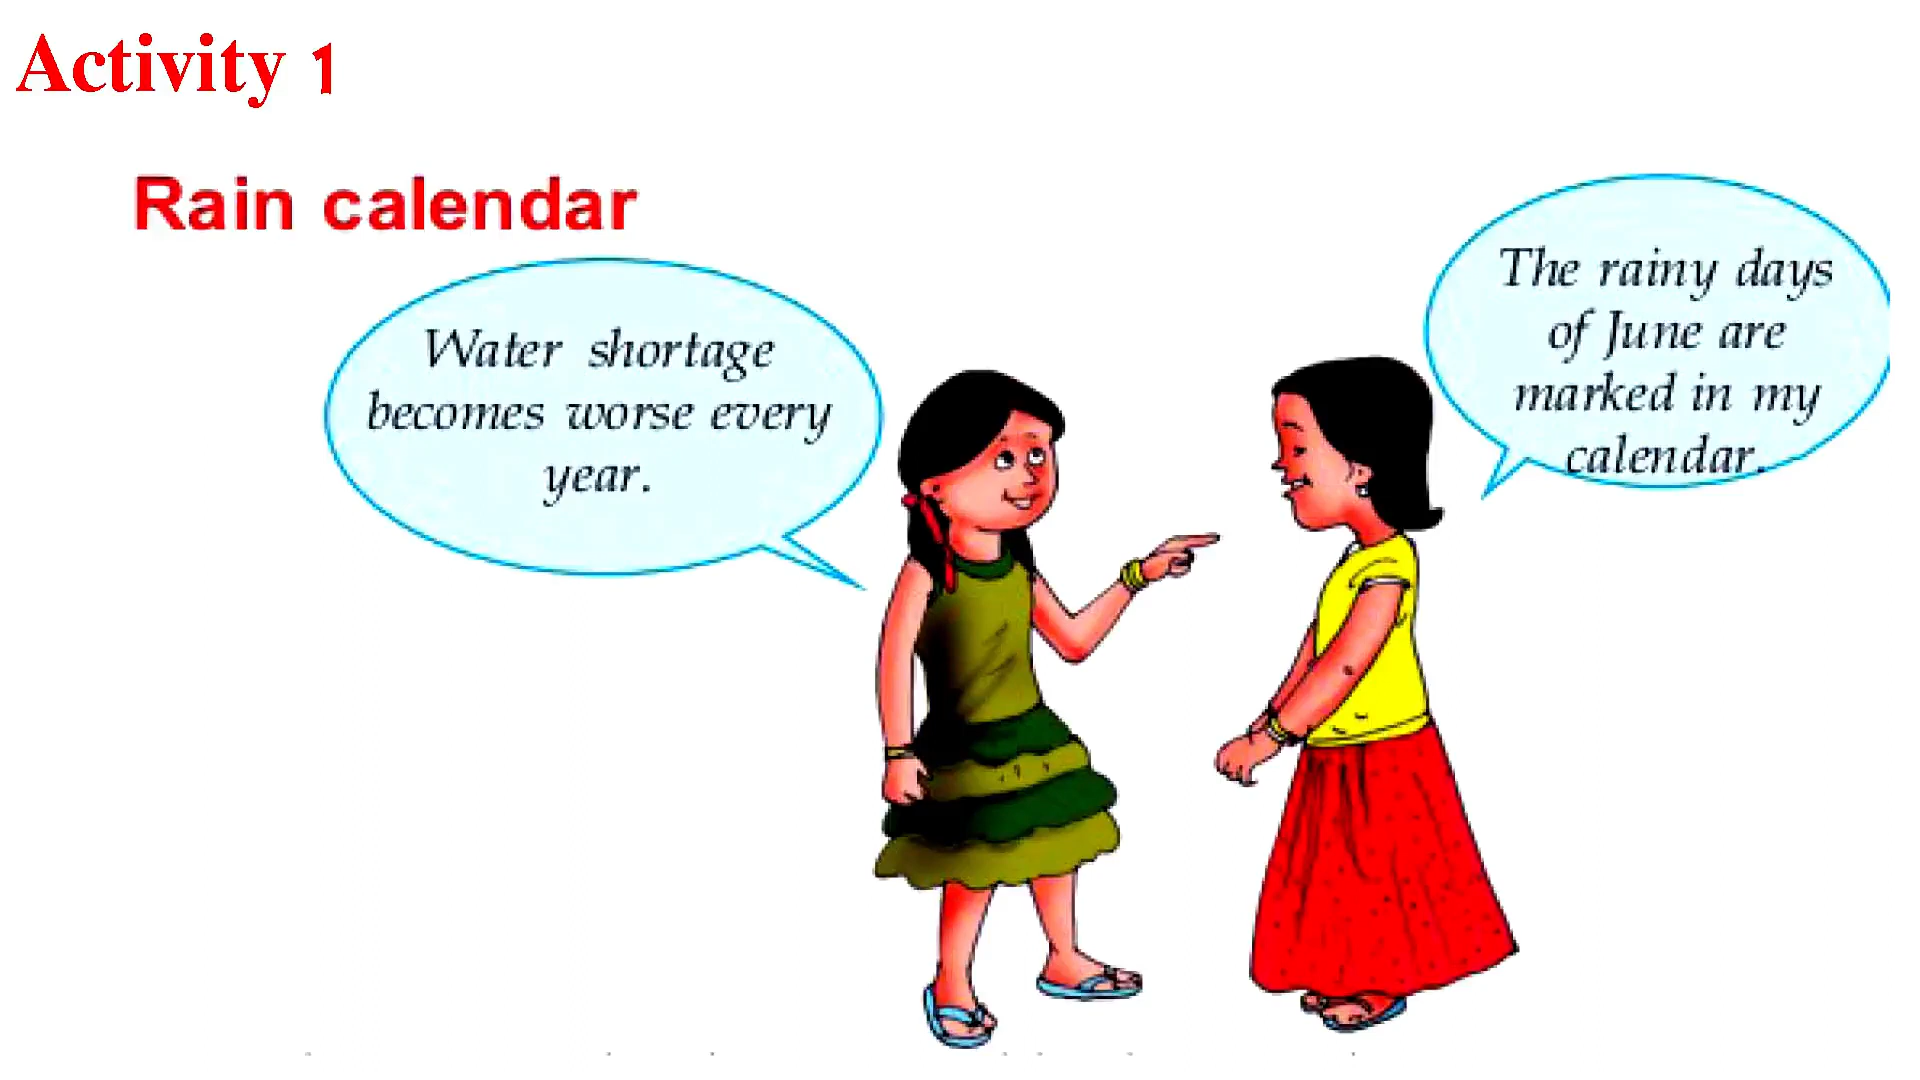 Activity 1
Rain calendar
Water shortage
becomes worse every
year.
The rainy days
of June are
marked in my
calendar.